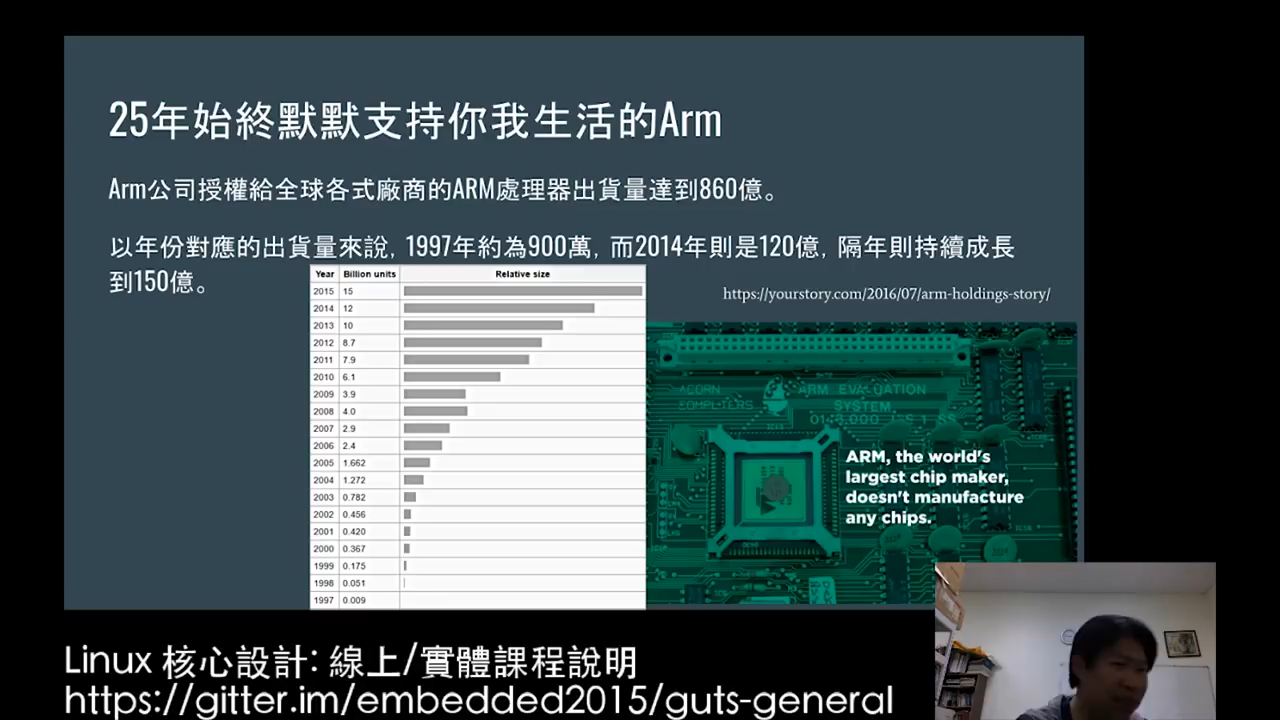 25年始終默默支持你我生活的Arm
Arm公司授權給全球各式廠商的ARM處理器出貨量達到860億。
以年份對應的出貨量來說, 1997年約為900萬, 而2014年則是120億, 隔年則持續成長
到150億。
https://yourstory.com/2016/07/arm-holdings-story/
Year Billion units Relative size
2015 15
2014 12
2013 10
2012 8.7
2011 7.9
2010 6.1
2009 3.9
2008 4.0
2007 2.9
2006 2.4
2005 1.662
2004 1.272
2003 0.782
2002 0.456
2001 0.420
2000 0.367
1999 0.175
1998 0.051
1997 0.009
ACORN
COMPUTERS
ARM EVALUATION
SYSTEM
ARM, the world's
largest chip maker,
doesn't manufacture
any chips.
Linux 核心設計: 線上/實體課程說明
https://gitter.im/embedded2015/guts-general